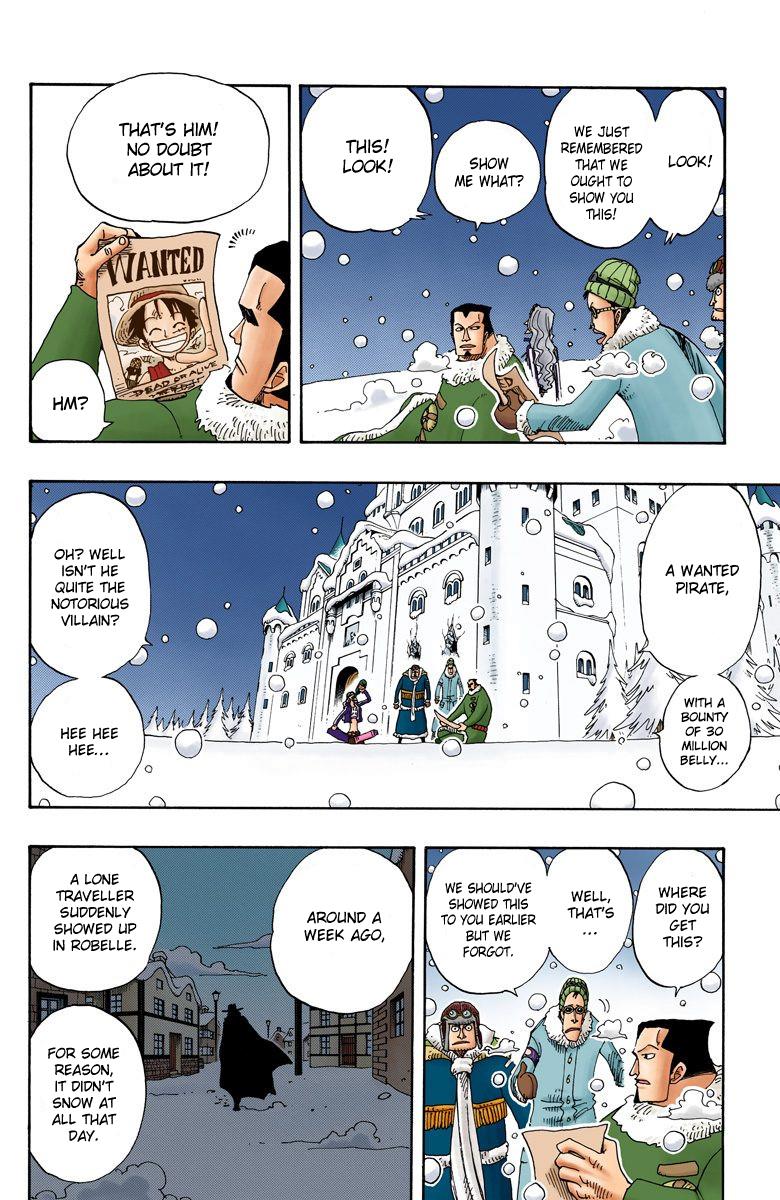 LOOK!
WE JUST
REMEMBERED
THAT WE
OUGHT TO
SHOW YOU
THIS!
SHOW
ME WHAT?
THIS!
LOOK!
THAT'S HIM!
NO DOUBT
ABOUT IT!
WANTED
DEAD OR ALIVE
HM?
A WANTED
PIRATE,
WITH A
BOUNTY
OF 30
MILLION
BELLY...
OH? WELL
ISN'T HE
QUITE THE
NOTORIOUS
VILLAIN?
HEE HEE
HEE...
WHERE
DID YOU
GET
THIS?
WELL,
THAT'S
...
WE SHOULD'VE
SHOWED THIS
TO YOU EARLIER
BUT WE
FORGOT.
AROUND A
WEEK AGO,
A LONE
TRAVELLER
SUDDENLY
SHOWED UP
IN ROBELLE.
FOR SOME
REASON,
IT DIDN'T
SNOW AT
ALL THAT
DAY.